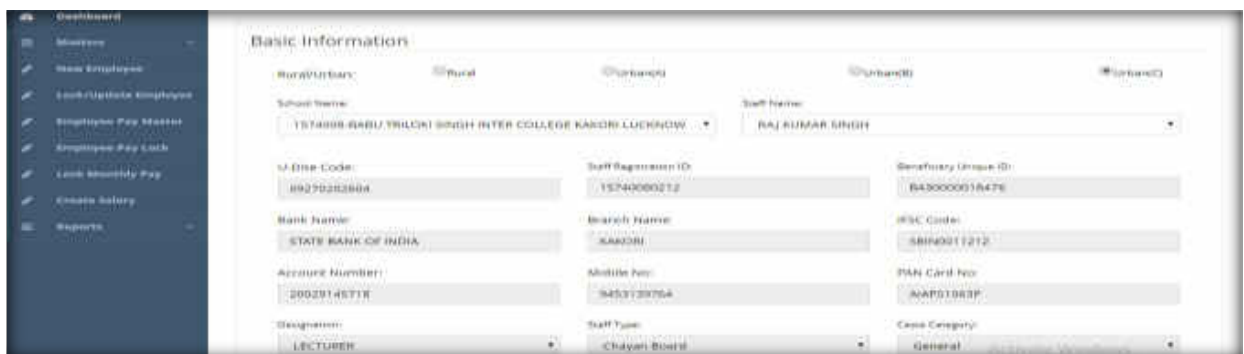 Dashboard
Masters
New Employee
Lock/Update Employee
Employee Pay Master
Employee Pay Lock
Lock Monthly Pay
Create Salary
Reports
Basic Information
Rural/Urban: Rural Urban(A) Urban(B) Urban(C)
School Name: Staff Name:
1574008-BABU TRILOKI SINGH INTER COLLEGE KAKORI LUCKNOW RAJ KUMAR SINGH
U-Dise Code: Staff Registration ID: Beneficiary Unique ID:
15740080212
Bank Name: Branch Name: IFSC Code:
STATE BANK OF INDIA KAKORI SBIN0011212
Account Number: Mobile No: PAN Card No:
Designation: Staff Type: Caste Category:
LECTURER Chayan Board General